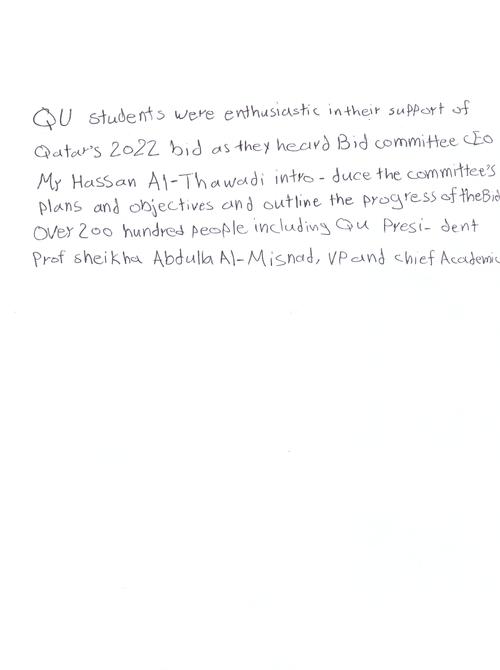 QU students were enthusiastic in their support of
Qatar's 2022 bid as they heard Bid committee CEO
Mr Hassan Al-Thawadi intro - duce the committee's
plans and objectives and outline the progress of the Bid
Over 200 hundred people including QU Presi- dent
Prof sheikha Abdulla Al-Misnad, VP and chief Academic